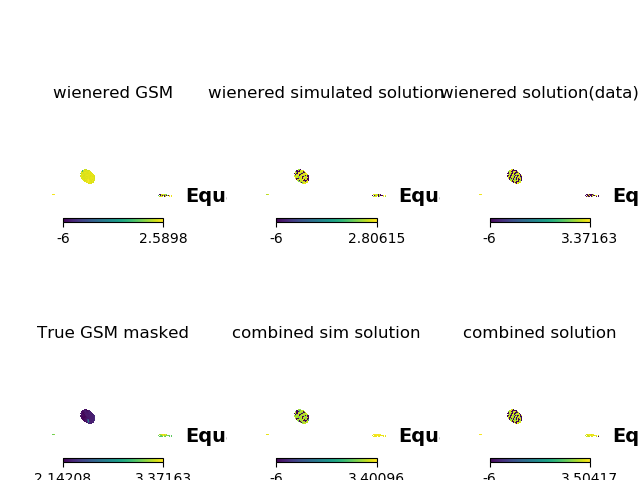 wienered GSM
wienered simulated solution
wienered solution(data)
Equ
Equ
Eq
-6 2.5898
-6 2.80615
-6 3.37163
True GSM masked
combined sim solution
combined solution
Equ
Equ
Eq
2.14208 3.37163
-6 3.40096
-6 3.50417